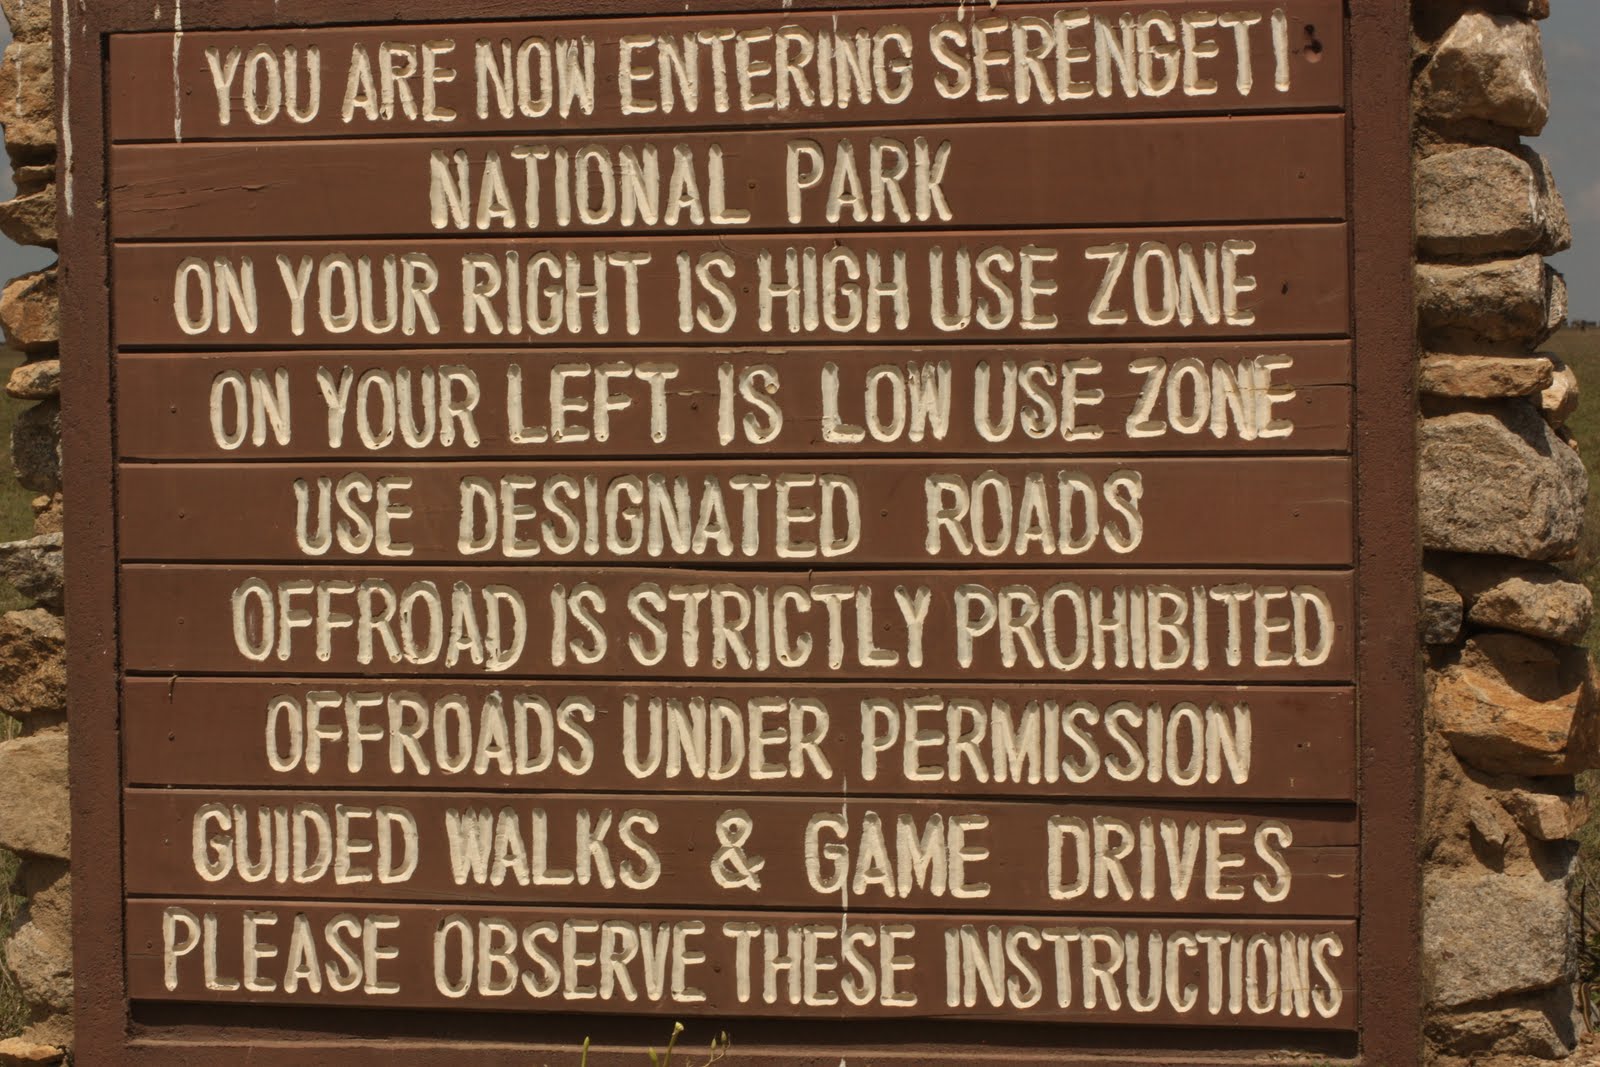 YOU ARE NOW ENTERING SERENGETI
NATIONAL PARK
ON YOUR RIGHT IS HIGH USE ZONE
ON YOUR LEFT IS LOW USE ZONE
USE DESIGNATED ROADS
OFFROAD IS STRICTLY PROHIBITED
OFFROADS UNDER PERMISSION
GUIDED WALKS & GAME DRIVES
PLEASE OBSERVE THESE INSTRUCTIONS